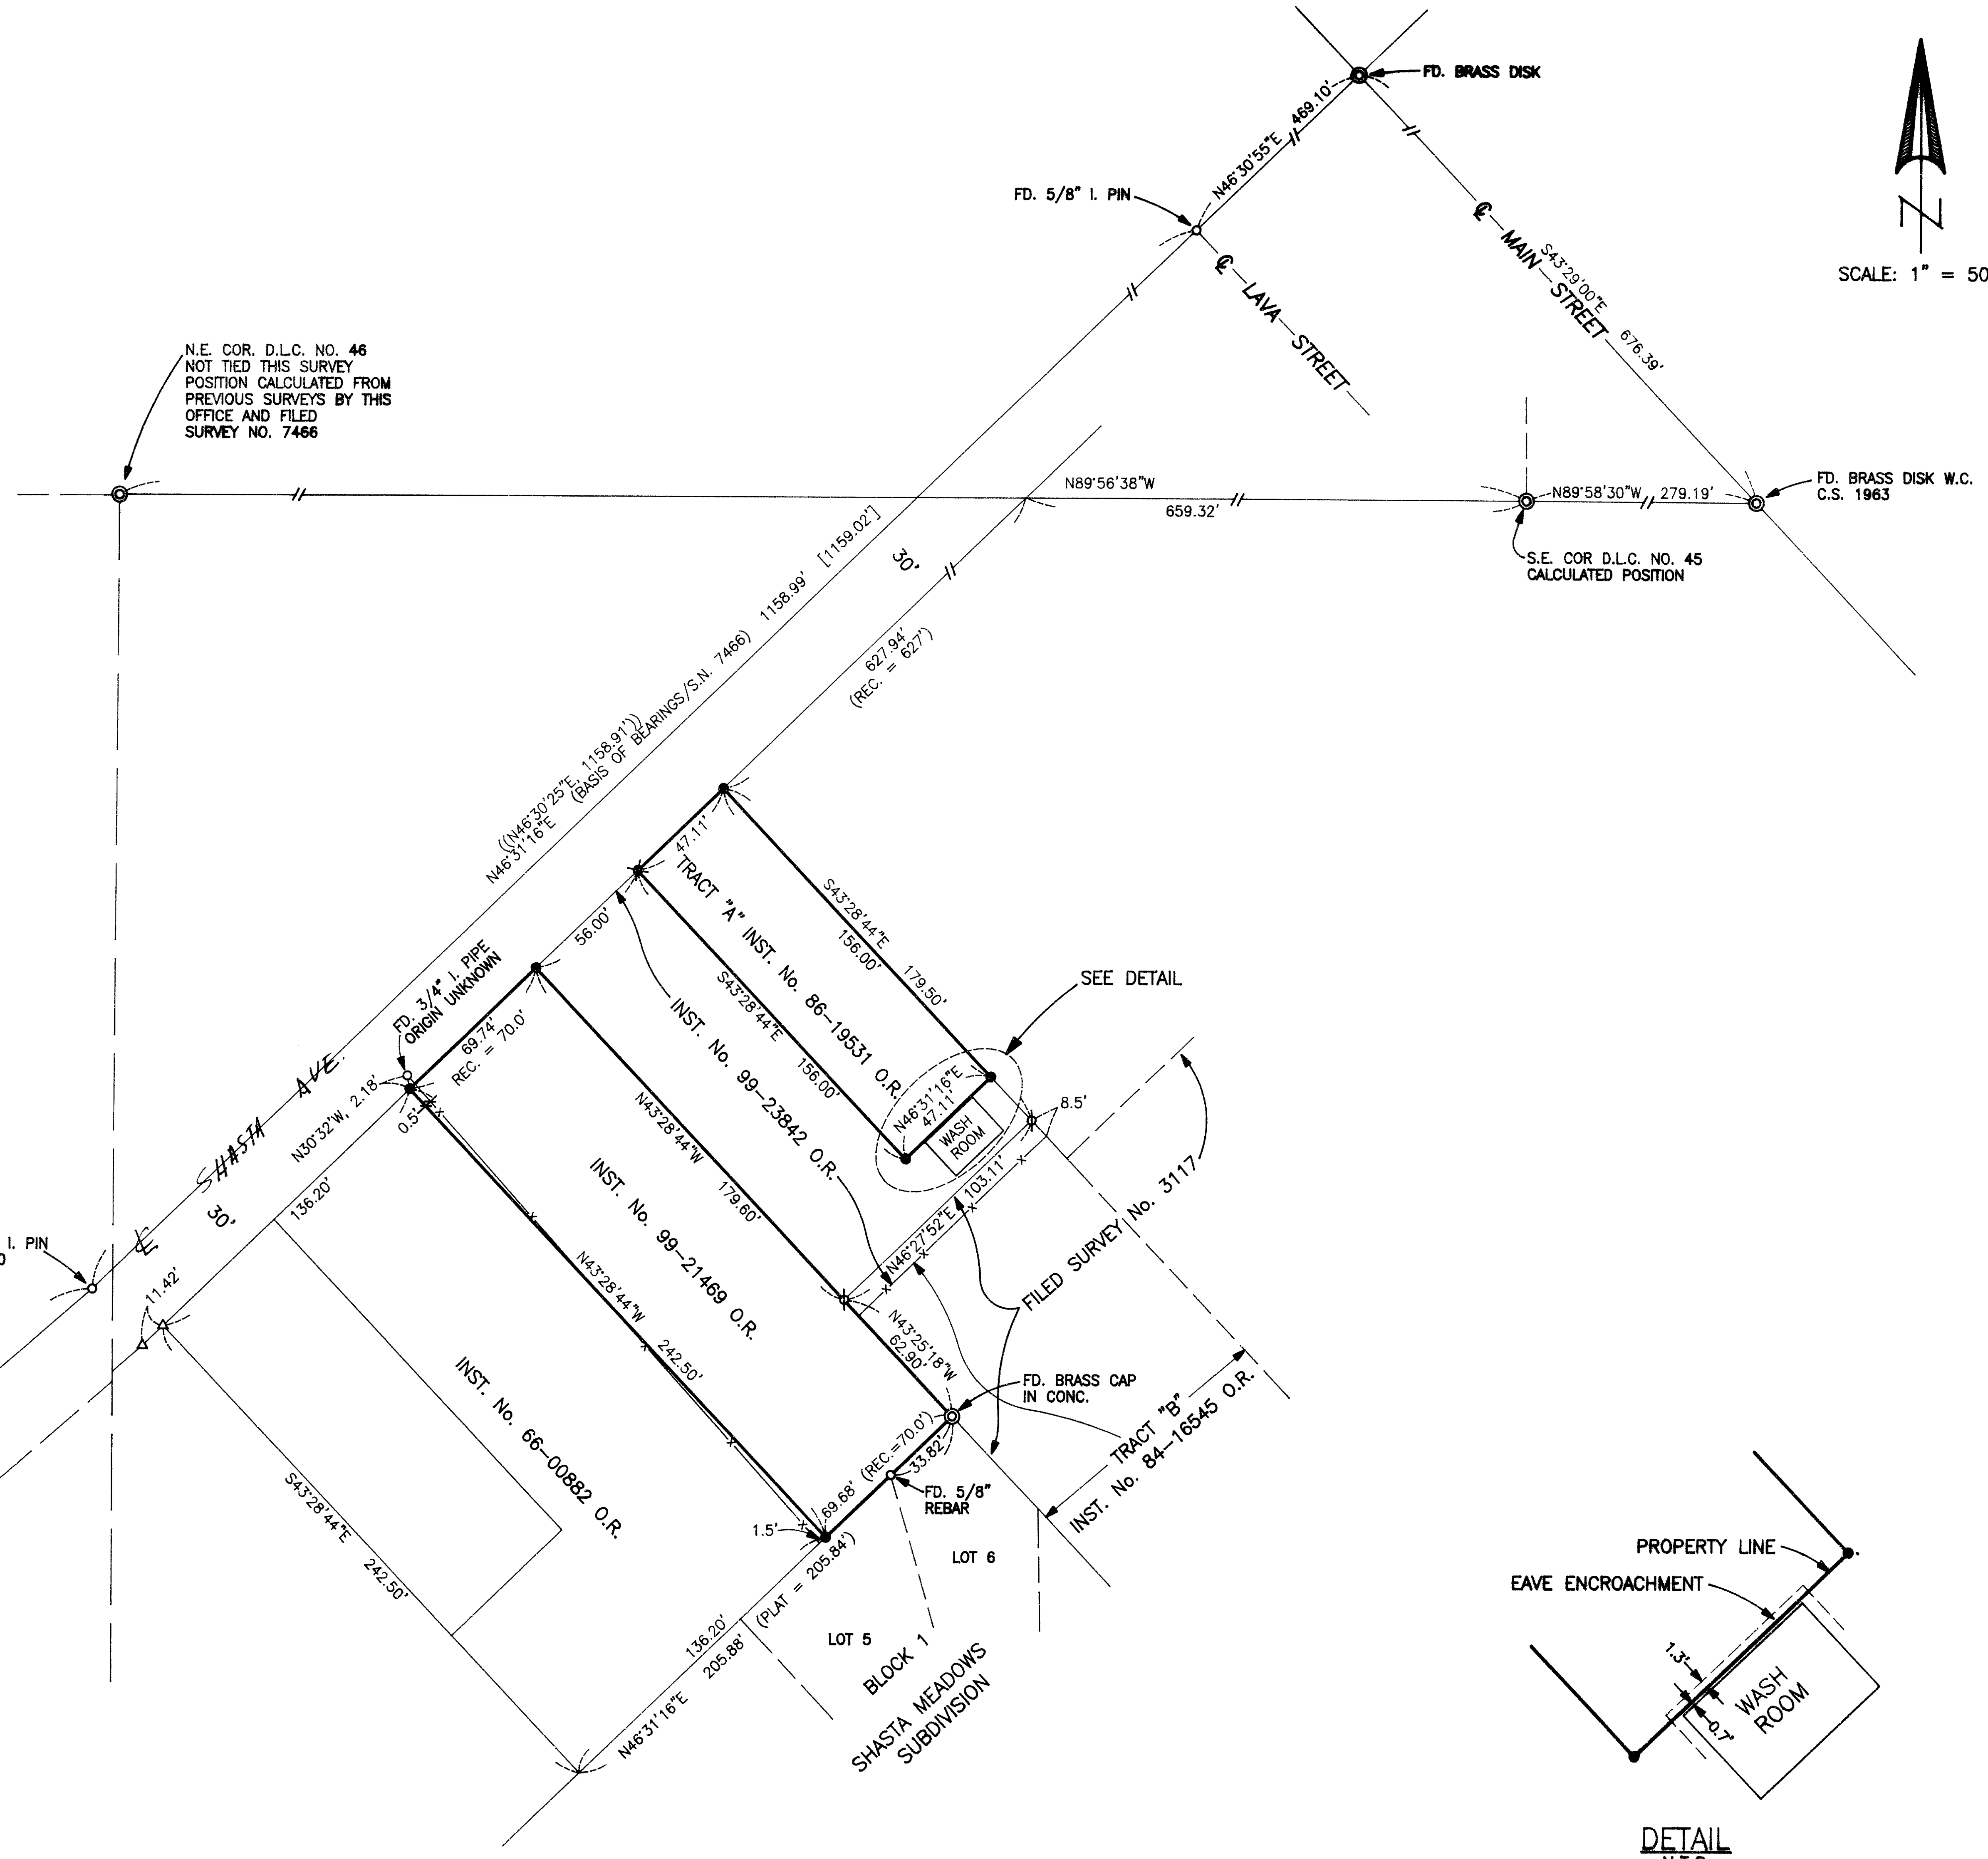 FD. BRASS DISK
N46°30'55"E 469.10'
FD. 5/8" I. PIN
℄ LAVA STREET
℄ MAIN STREET
S43°29'00"E 676.39'
N
SCALE: 1" = 50
N.E. COR. D.L.C. NO. 46
NOT TIED THIS SURVEY
POSITION CALCULATED FROM
PREVIOUS SURVEYS BY THIS
OFFICE AND FILED
SURVEY NO. 7466
N89°56'38"W
659.32'
N89°58'30"W 279.19'
FD. BRASS DISK W.C.
C.S. 1963
S.E. COR D.L.C. NO. 45
CALCULATED POSITION
((N46°30'25"E, 1158.91'))
(BASIS OF BEARINGS/S.N. 7466)
N46°31'16"E
1158.99' [1159.02']
30'
627.94'
(REC. = 627')
47.11'
TRACT "A" INST. No. 86-19531 O.R.
S43°28'44"E
156.00'
179.50'
56.00'
S43°28'44"E
156.00'
INST. No. 99-23842 O.R.
SEE DETAIL
N46°31'16"E
47.11'
WASH
ROOM
8.5'
FD. 3/4" I. PIPE
ORIGIN UNKNOWN
69.74'
REC. = 70.0'
N30°32'W, 2.18'
0.5'
℄ SHASTA AVE.
30'
136.20'
I. PIN
11.42'
N43°28'44"W 179.60'
INST. No. 99-21469 O.R.
N43°28'44"W 242.50'
N46°27'52"E 103.11'
FILED SURVEY No. 3117
N43°25'18"W
62.90'
FD. BRASS CAP
IN CONC.
TRACT "B"
INST. No. 84-16545 O.R.
69.68' (REC.=70.0')
33.82'
FD. 5/8"
REBAR
1.5'
INST. No. 66-00882 O.R.
S43°28'44"E 242.50'
(PLAT = 205.84')
136.20'
N46°31'16"E 205.88'
LOT 6
LOT 5
BLOCK 1
SHASTA MEADOWS
SUBDIVISION
PROPERTY LINE
EAVE ENCROACHMENT
1.3'
0.7'
WASH
ROOM
DETAIL